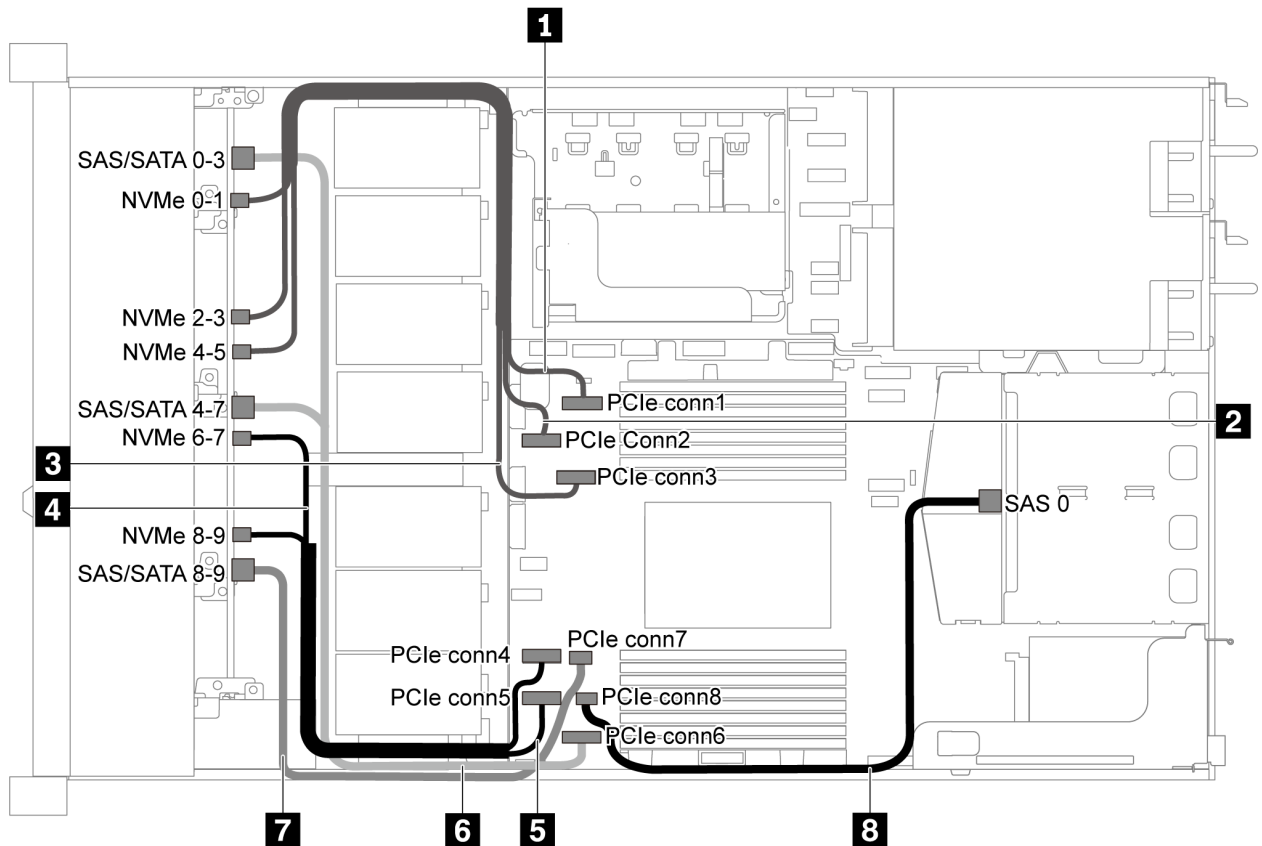 1
SAS/SATA 0-3
NVMe 0-1
NVMe 2-3
NVMe 4-5
PCIe conn1
SAS/SATA 4-7
2
NVMe 6-7
PCIe Conn2
3
PCIe conn3
4
SAS 0
NVMe 8-9
SAS/SATA 8-9
PCIe conn7
PCIe conn4
PCIe conn5
PCIe conn8
PCIe conn6
7
6
5
8